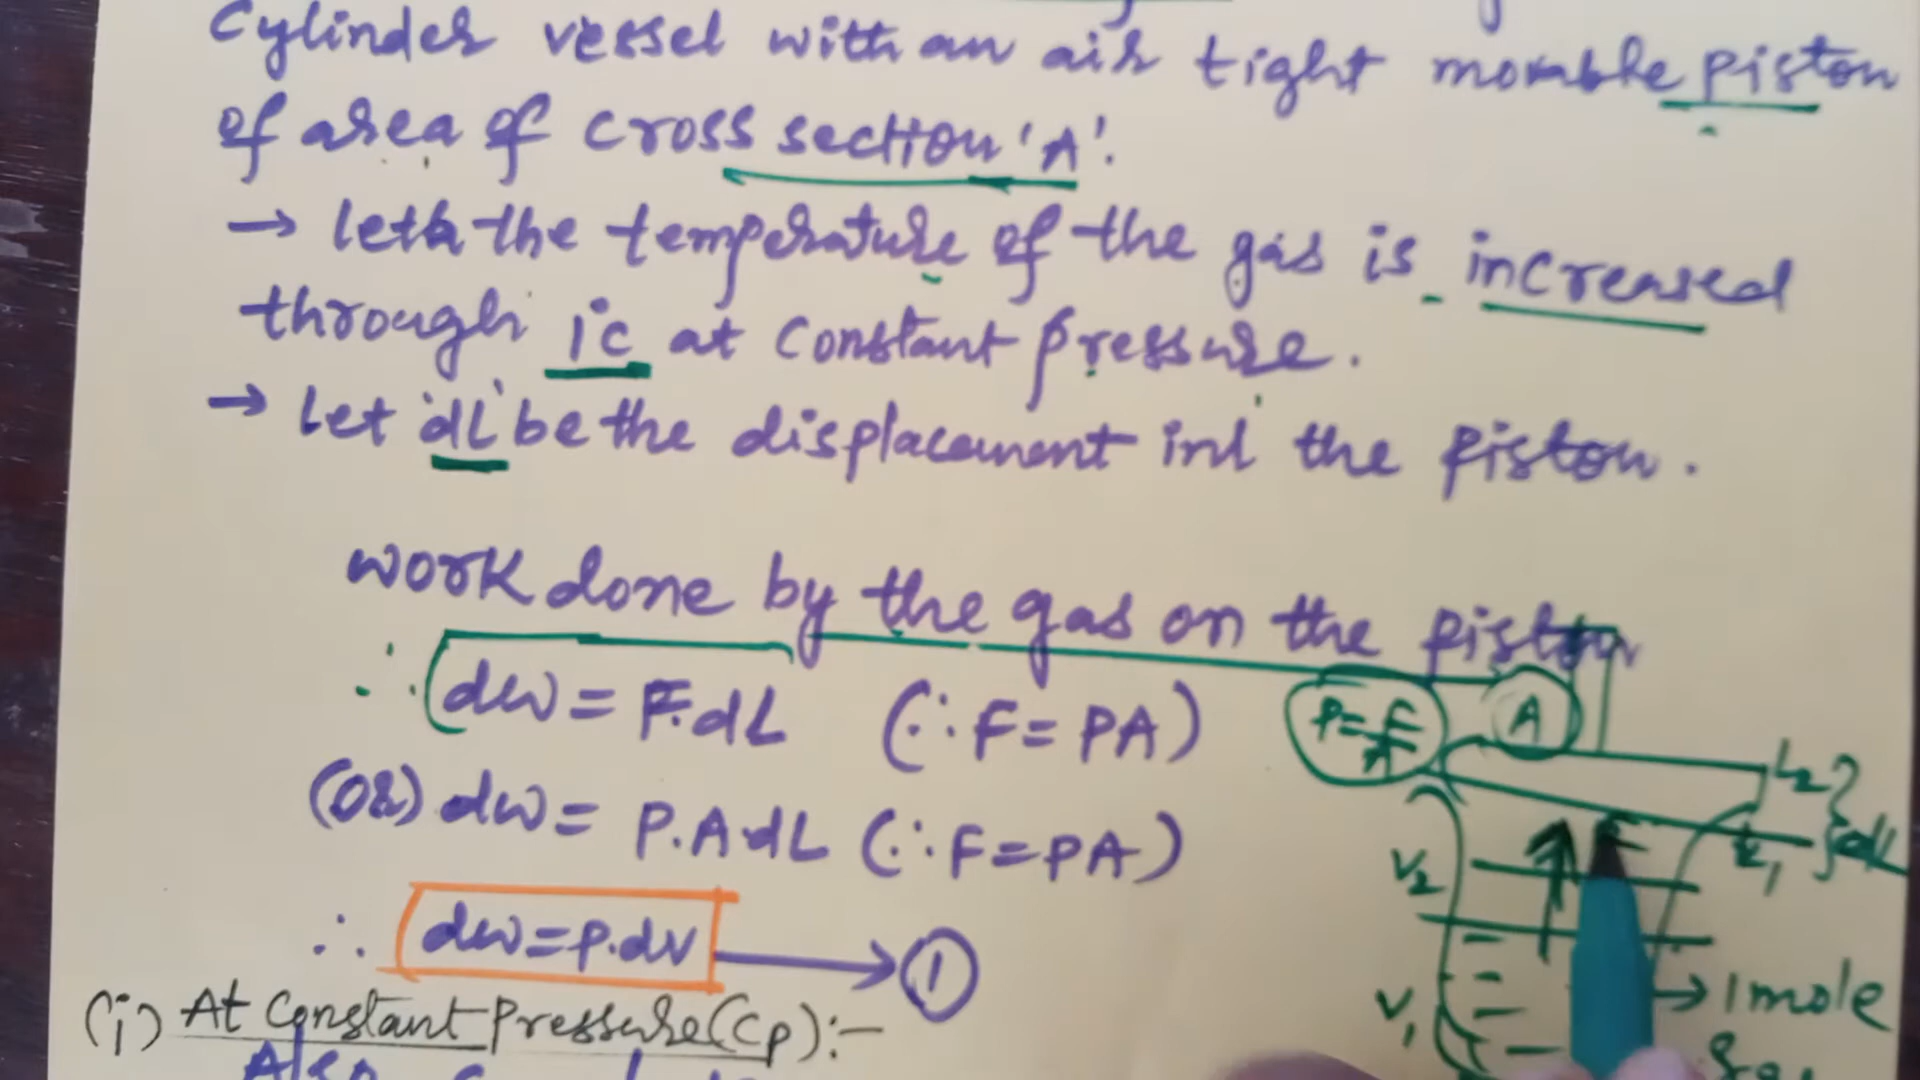 Cylinder vessel with an air tight movable piston
of area of cross section 'A'.
→ let the temperature of the gas is increased
through 1°c at constant pressure.
→ let 'dL' be the displacement in the piston.
work done by the gas on the piston
∴ dw = F.dL (∵ F = PA)
P = F/A
A
(or) dw = P.AdL (∵ F = PA)
L2
L1
dL
V2
∴ dw = P.dv → ①
→ 1 mole
V1
(i) At Constant Pressure (Cp) :-
Also